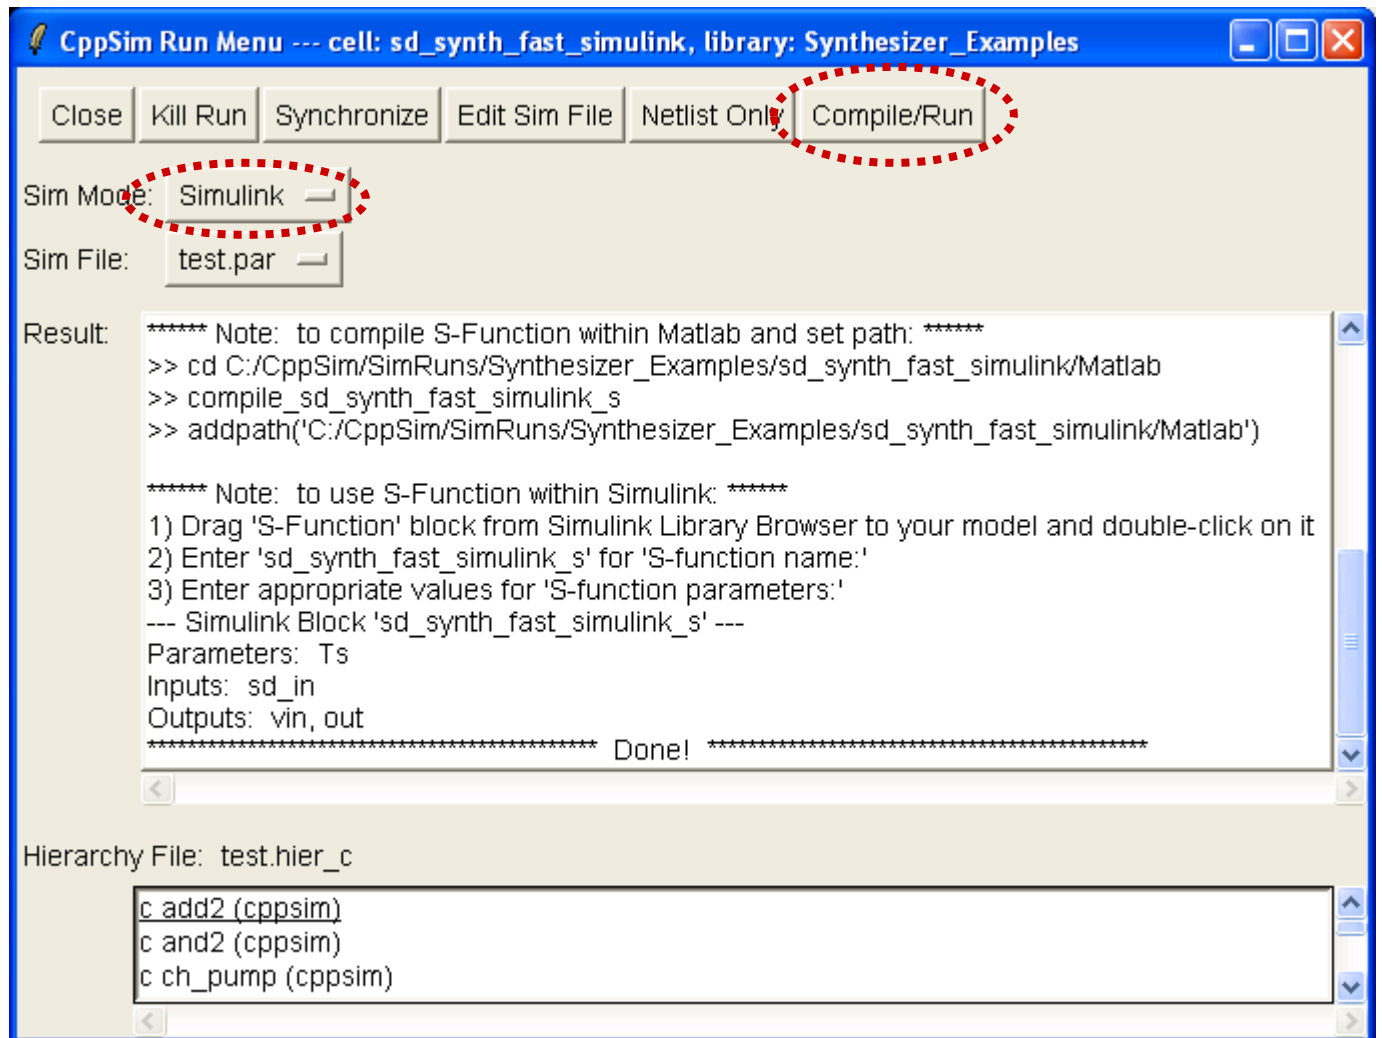 CppSim Run Menu --- cell: sd_synth_fast_simulink, library: Synthesizer_Examples
Close Kill Run Synchronize Edit Sim File Netlist Only Compile/Run
Sim Mode: Simulink
Sim File: test.par
Result:
****** Note: to compile S-Function within Matlab and set path: ******
>> cd C:/CppSim/SimRuns/Synthesizer_Examples/sd_synth_fast_simulink/Matlab
>> compile_sd_synth_fast_simulink_s
>> addpath('C:/CppSim/SimRuns/Synthesizer_Examples/sd_synth_fast_simulink/Matlab')
****** Note: to use S-Function within Simulink: ******
1) Drag 'S-Function' block from Simulink Library Browser to your model and double-click on it
2) Enter 'sd_synth_fast_simulink_s' for 'S-function name:'
3) Enter appropriate values for 'S-function parameters:'
--- Simulink Block 'sd_synth_fast_simulink_s' ---
Parameters: Ts
Inputs: sd_in
Outputs: vin, out
********************************************* Done! ********************************************
Hierarchy File: test.hier_c
c add2 (cppsim)
c and2 (cppsim)
c ch_pump (cppsim)